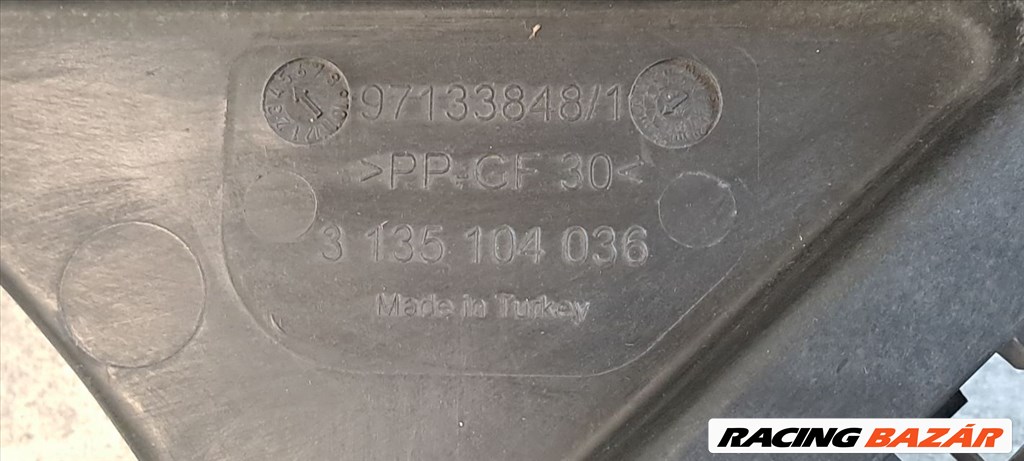 97133848/1
>PP-CF 30<
3 135 104 036
Made in Turkey
RACING BAZÁR